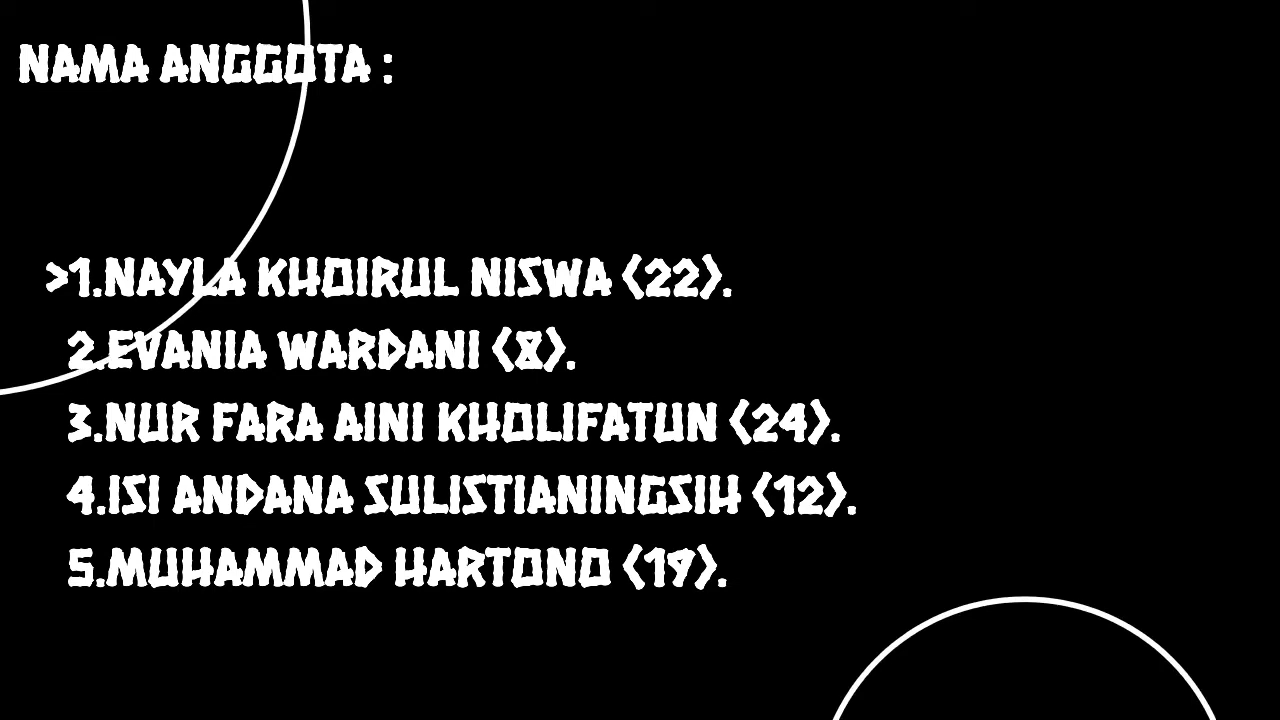 NAMA ANGGOTA :
>1.NAYLA KHOIRUL NISWA (22).
2.EVANIA WARDANI (8).
3.NUR FARA AINI KHOLIFATUN (24).
4.ISI ANDANA SULISTIANINGSIH (12).
5.MUHAMMAD HARTONO (19).